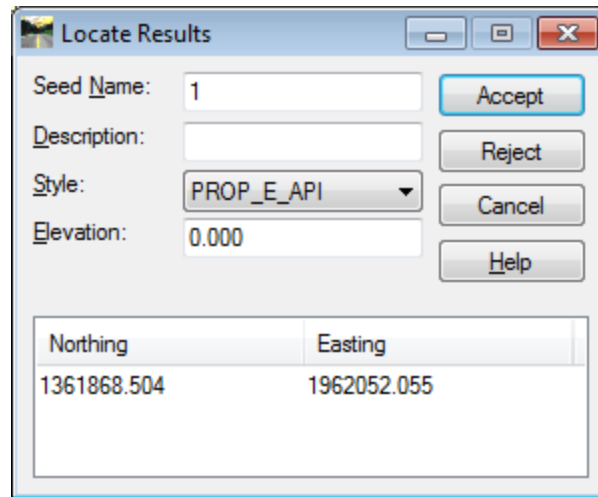 Locate Results
Seed Name: 1 Accept
Description: Reject
Style: PROP_E_API Cancel
Elevation: 0.000 Help
Northing Easting
1361868.504 1962052.055